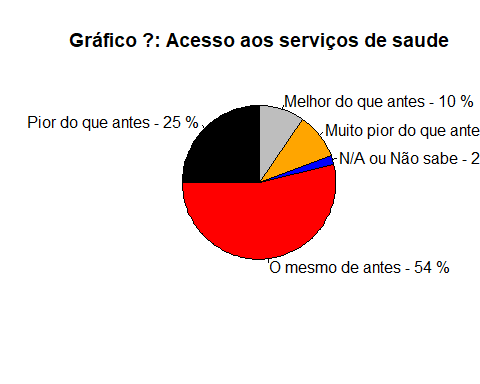 Gráfico ?: Acesso aos serviços de saude
Melhor do que antes - 10 %
Pior do que antes - 25 %
Muito pior do que ante
N/A ou Não sabe - 2
O mesmo de antes - 54 %